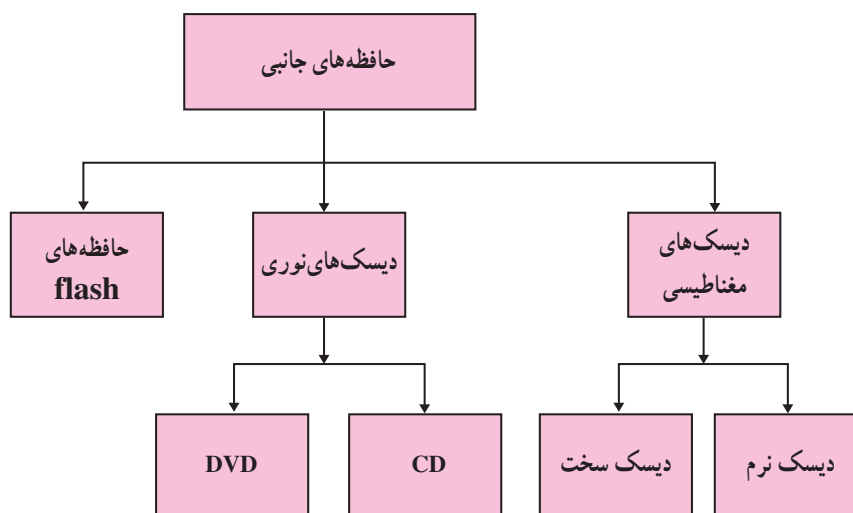 حافظه‌های جانبی
دیسک‌های
مغناطیسی
دیسک‌های‌نوری
حافظه‌های
flash
دیسک نرم
دیسک سخت
CD
DVD